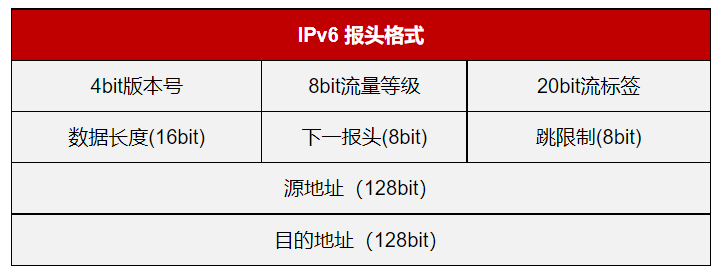 IPv6 报头格式
4bit版本号 8bit流量等级 20bit流标签
数据长度(16bit) 下一报头(8bit) 跳限制(8bit)
源地址（128bit）
目的地址（128bit）